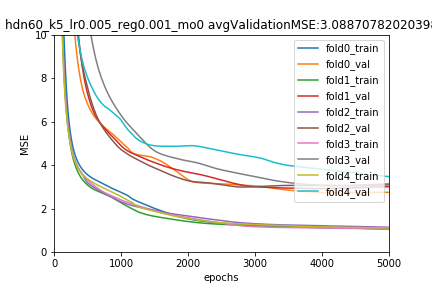 hdn60_k5_lr0.005_reg0.001_mo0 avgValidationMSE:3.0887078202039
MSE
10
8
6
4
2
0
0 1000 2000 3000 4000 5000
epochs
fold0_train
fold0_val
fold1_train
fold1_val
fold2_train
fold2_val
fold3_train
fold3_val
fold4_train
fold4_val